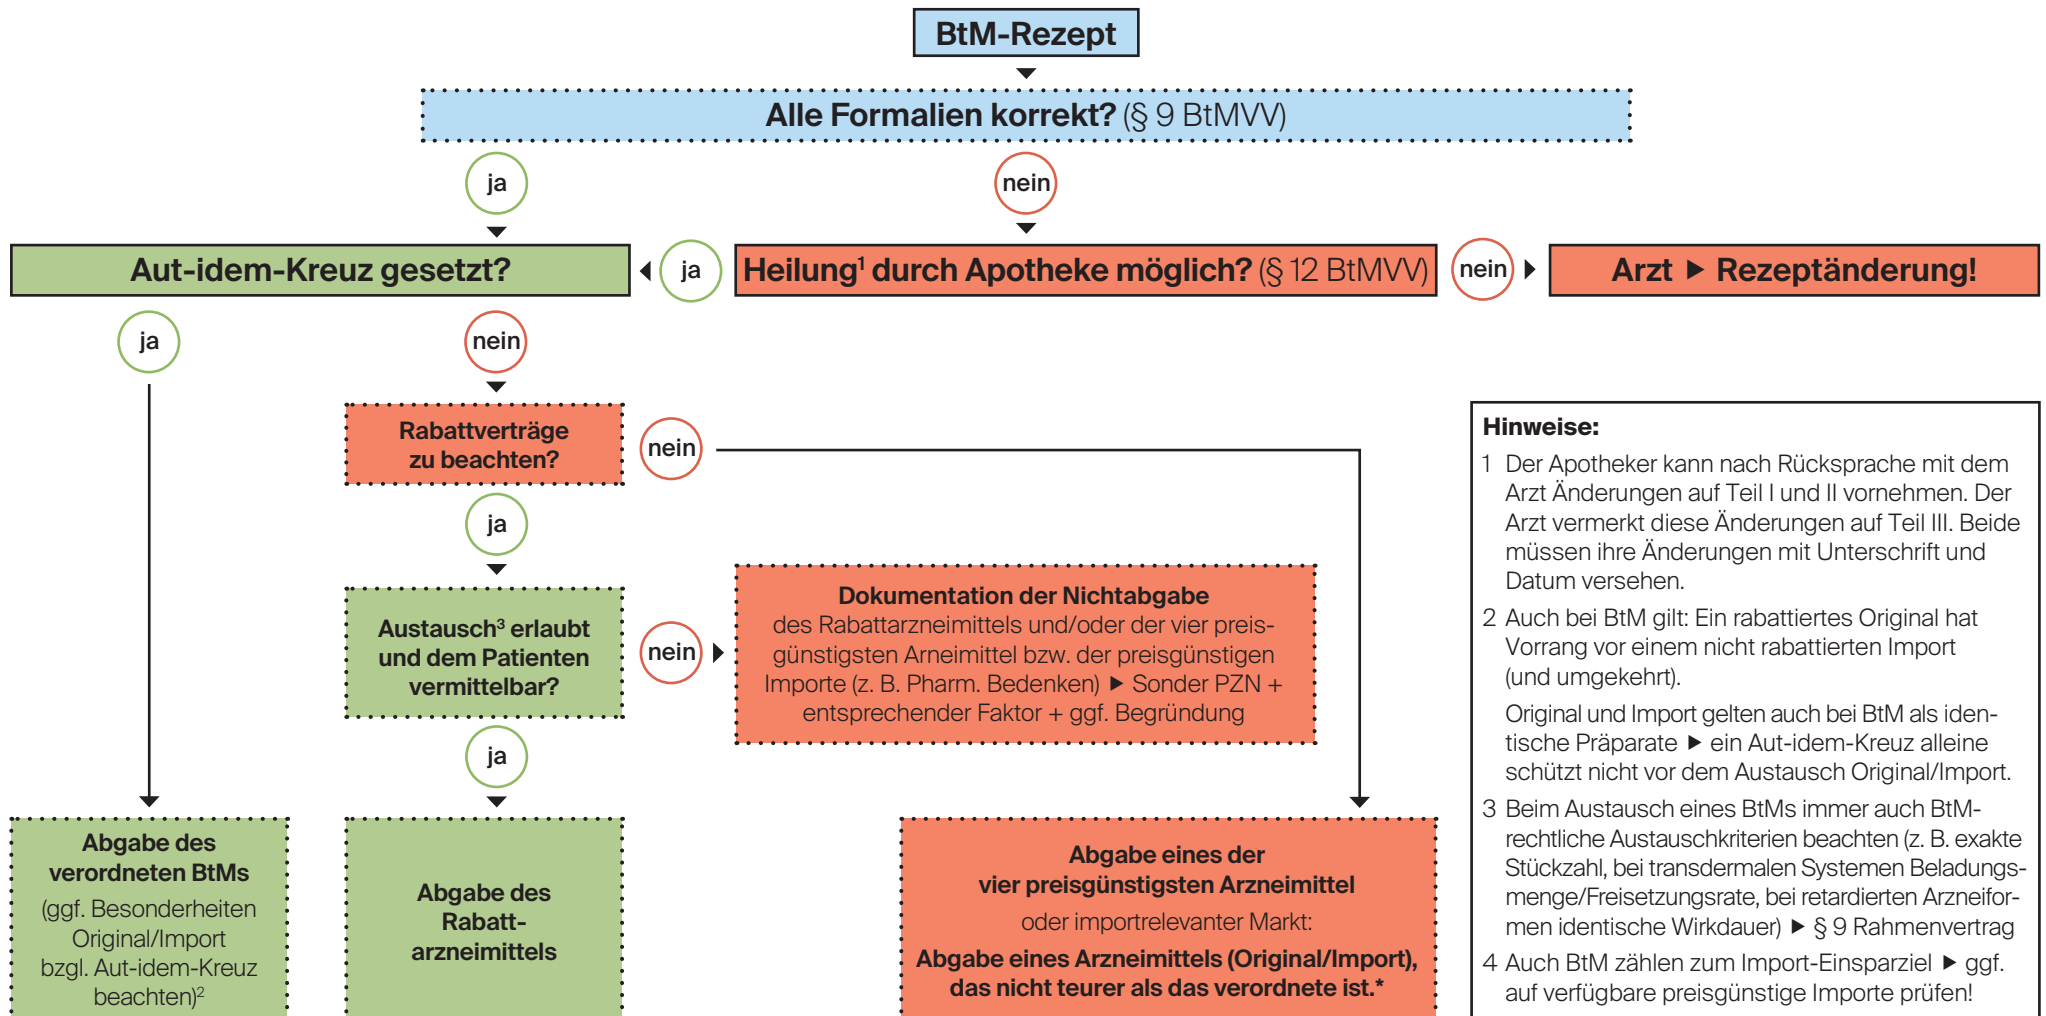 BtM-Rezept
Alle Formalien korrekt? (§ 9 BtMVV)
ja
nein
Aut-idem-Kreuz gesetzt?
ja
Heilung¹ durch Apotheke möglich? (§ 12 BtMVV)
nein
Arzt ▶ Rezeptänderung!
ja
nein
Rabattverträge
zu beachten?
nein
ja
Austausch³ erlaubt
und dem Patienten
vermittelbar?
nein
Dokumentation der Nichtabgabe
des Rabattarzneimittels und/oder der vier preis-
günstigsten Arneimittel bzw. der preisgünstigen
Importe (z. B. Pharm. Bedenken) ▶ Sonder PZN +
entsprechender Faktor + ggf. Begründung
ja
Abgabe des
verordneten BtMs
(ggf. Besonderheiten
Original/Import
bzgl. Aut-idem-Kreuz
beachten)²
Abgabe des
Rabatt-
arzneimittels
Abgabe eines der
vier preisgünstigsten Arzneimittel
oder importrelevanter Markt:
Abgabe eines Arzneimittels (Original/Import),
das nicht teurer als das verordnete ist.*
Hinweise:
1 Der Apotheker kann nach Rücksprache mit dem
Arzt Änderungen auf Teil I und II vornehmen. Der
Arzt vermerkt diese Änderungen auf Teil III. Beide
müssen ihre Änderungen mit Unterschrift und
Datum versehen.
2 Auch bei BtM gilt: Ein rabattiertes Original hat
Vorrang vor einem nicht rabattierten Import
(und umgekehrt).
Original und Import gelten auch bei BtM als iden-
tische Präparate ▶ ein Aut-idem-Kreuz alleine
schützt nicht vor dem Austausch Original/Import.
3 Beim Austausch eines BtMs immer auch BtM-
rechtliche Austauschkriterien beachten (z. B. exakte
Stückzahl, bei transdermalen Systemen Beladungs-
menge/Freisetzungsrate, bei retardierten Arzneifor-
men identische Wirkdauer) ▶ § 9 Rahmenvertrag
4 Auch BtM zählen zum Import-Einsparziel ▶ ggf.
auf verfügbare preisgünstige Importe prüfen!